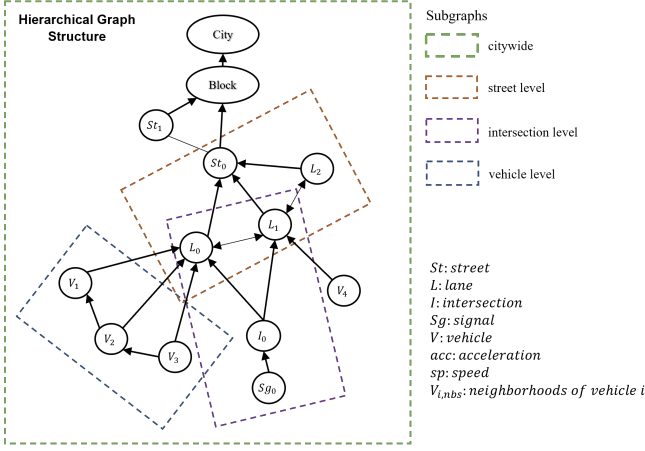 Hierarchical Graph
Structure
City
Block
St₁
St₀
L₂
L₁
L₀
V₁
V₄
V₂
V₃
I₀
Sg₀
Subgraphs
citywide
street level
intersection level
vehicle level
St: street
L: lane
I: intersection
Sg: signal
V: vehicle
acc: acceleration
sp: speed
V_{i,nbs}: neighborhoods of vehicle i